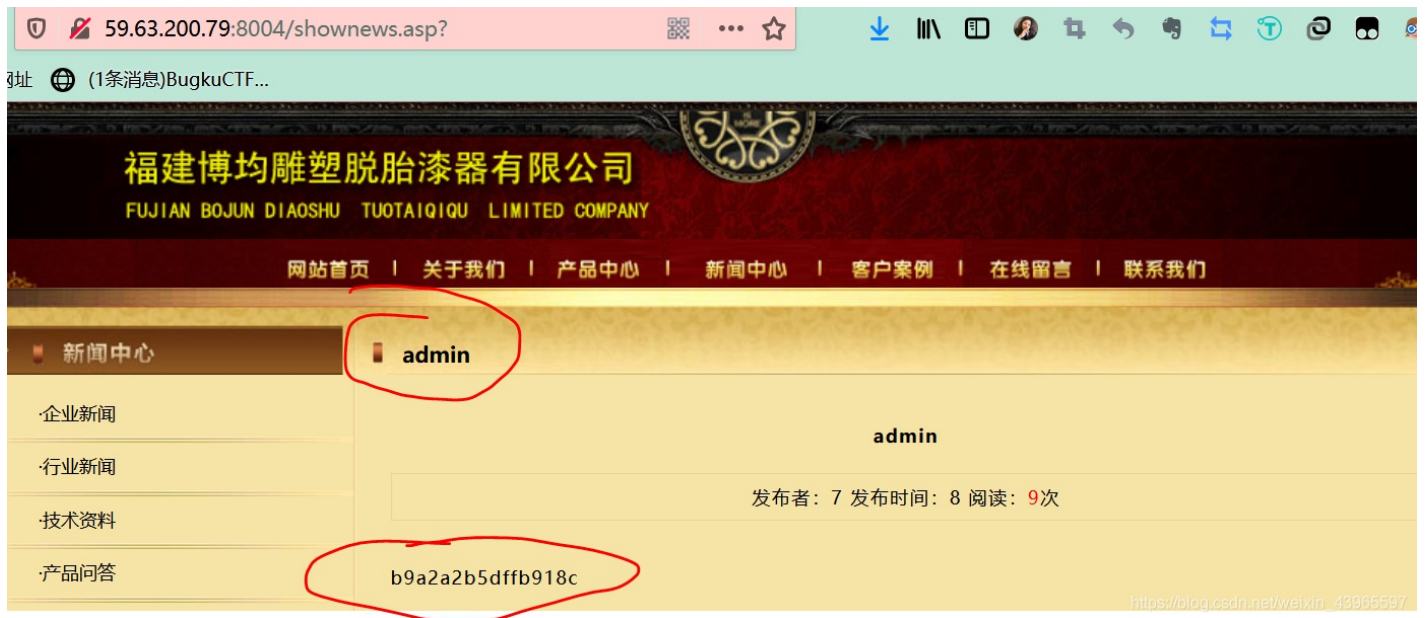 59.63.200.79:8004/shownews.asp?
网址 (1条消息)BugkuCTF...
福建博均雕塑脱胎漆器有限公司
FUJIAN BOJUN DIAOSHU TUOTAIQIQU LIMITED COMPANY
网站首页 | 关于我们 | 产品中心 | 新闻中心 | 客户案例 | 在线留言 | 联系我们
新闻中心
admin
·企业新闻
admin
·行业新闻
发布者：7 发布时间：8 阅读：9次
·技术资料
·产品问答
b9a2a2b5dffb918c
https://blog.csdn.net/weixin_43965597